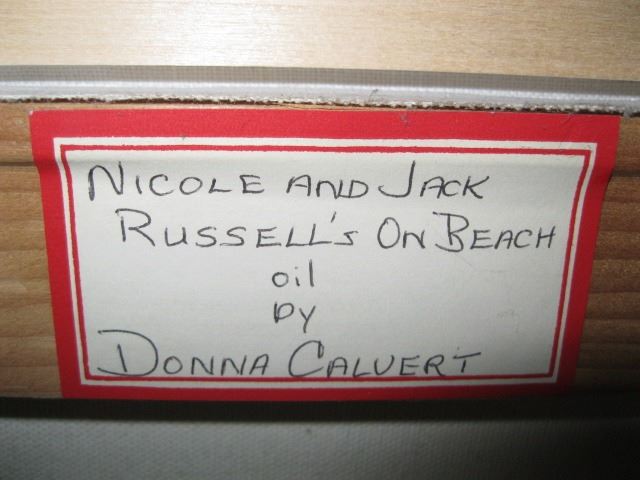 NICOLE AND JACK
RUSSELL'S ON BEACH
oil
by
DONNA CALVERT